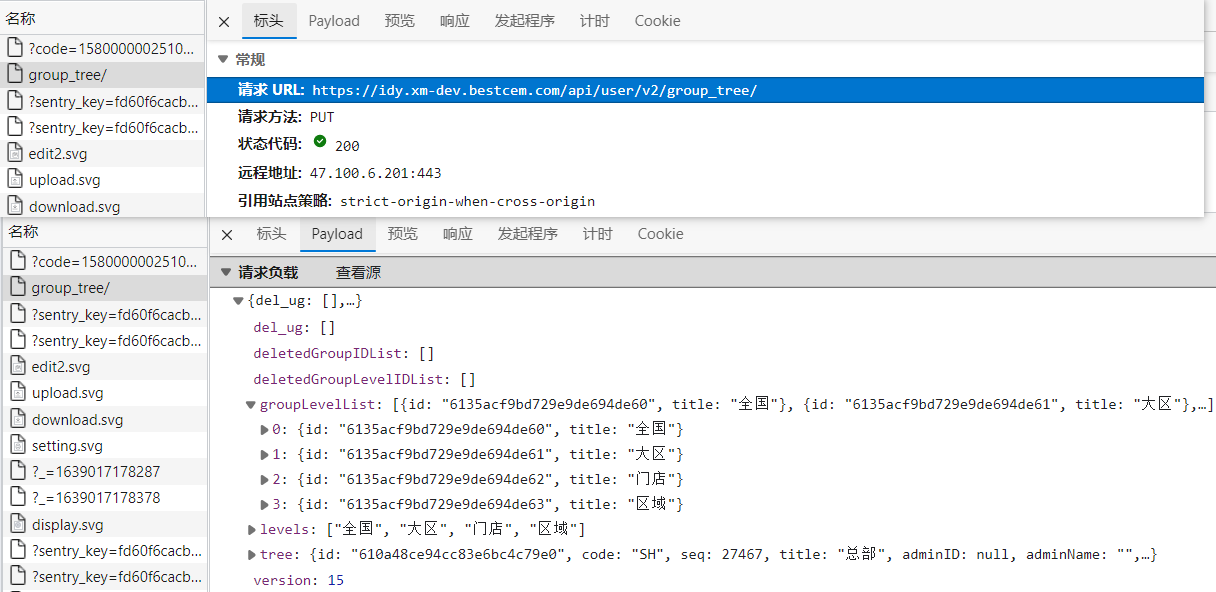 名称
?code=1580000002510...
group_tree/
?sentry_key=fd60f6cacb...
?sentry_key=fd60f6cacb...
edit2.svg
upload.svg
download.svg
标头 Payload 预览 响应 发起程序 计时 Cookie
常规
请求 URL: https://idy.xm-dev.bestcem.com/api/user/v2/group_tree/
请求方法: PUT
状态代码: 200
远程地址: 47.100.6.201:443
引用站点策略: strict-origin-when-cross-origin
名称
?code=1580000002510...
group_tree/
?sentry_key=fd60f6cacb...
?sentry_key=fd60f6cacb...
edit2.svg
upload.svg
download.svg
setting.svg
?_=1639017178287
?_=1639017178378
display.svg
?sentry_key=fd60f6cacb...
?sentry_key=fd60f6cacb...
标头 Payload 预览 响应 发起程序 计时 Cookie
请求负载 查看源
{del_ug: [],…}
del_ug: []
deletedGroupIDList: []
deletedGroupLevelIDList: []
groupLevelList: [{id: "6135acf9bd729e9de694de60", title: "全国"}, {id: "6135acf9bd729e9de694de61", title: "大区"},…]
0: {id: "6135acf9bd729e9de694de60", title: "全国"}
1: {id: "6135acf9bd729e9de694de61", title: "大区"}
2: {id: "6135acf9bd729e9de694de62", title: "门店"}
3: {id: "6135acf9bd729e9de694de63", title: "区域"}
levels: ["全国", "大区", "门店", "区域"]
tree: {id: "610a48ce94cc83e6bc4c79e0", code: "SH", seq: 27467, title: "总部", adminID: null, adminName: "",…}
version: 15